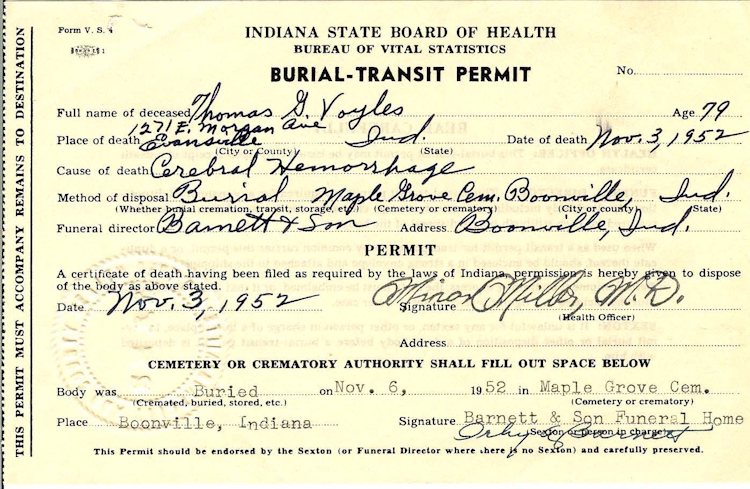 Form V. S. 4
INDIANA STATE BOARD OF HEALTH
BUREAU OF VITAL STATISTICS
BURIAL-TRANSIT PERMIT
No.
Full name of deceased Thomas G. Voyles Age 79
1271 E. Morgan Ave
Place of death Evansville Ind. Date of death Nov. 3, 1952
(City or County) (State)
Cause of death Cerebral Hemorrhage
Method of disposal Burial Maple Grove Cem. Boonville, Ind.
(Whether burial cremation, transit, storage, etc.) (Cemetery or crematory) (City or county) (State)
Funeral director Barnett & Son Address Boonville, Ind.
PERMIT
A certificate of death having been filed as required by the laws of Indiana, permission is hereby given to dispose
of the body as above stated.
Date Nov. 3, 1952 Signature Minor Miller, M.D.
(Health Officer)
Address
CEMETERY OR CREMATORY AUTHORITY SHALL FILL OUT SPACE BELOW
Body was Buried on Nov. 6, 1952 in Maple Grove Cem.
(Cremated, buried, stored, etc.) (Cemetery or crematory)
Place Boonville, Indiana Signature Barnett & Son Funeral Home
Barnett
(Sexton or person in charge)
This Permit should be endorsed by the Sexton (or Funeral Director where there is no Sexton) and carefully preserved.
THIS PERMIT MUST ACCOMPANY REMAINS TO DESTINATION